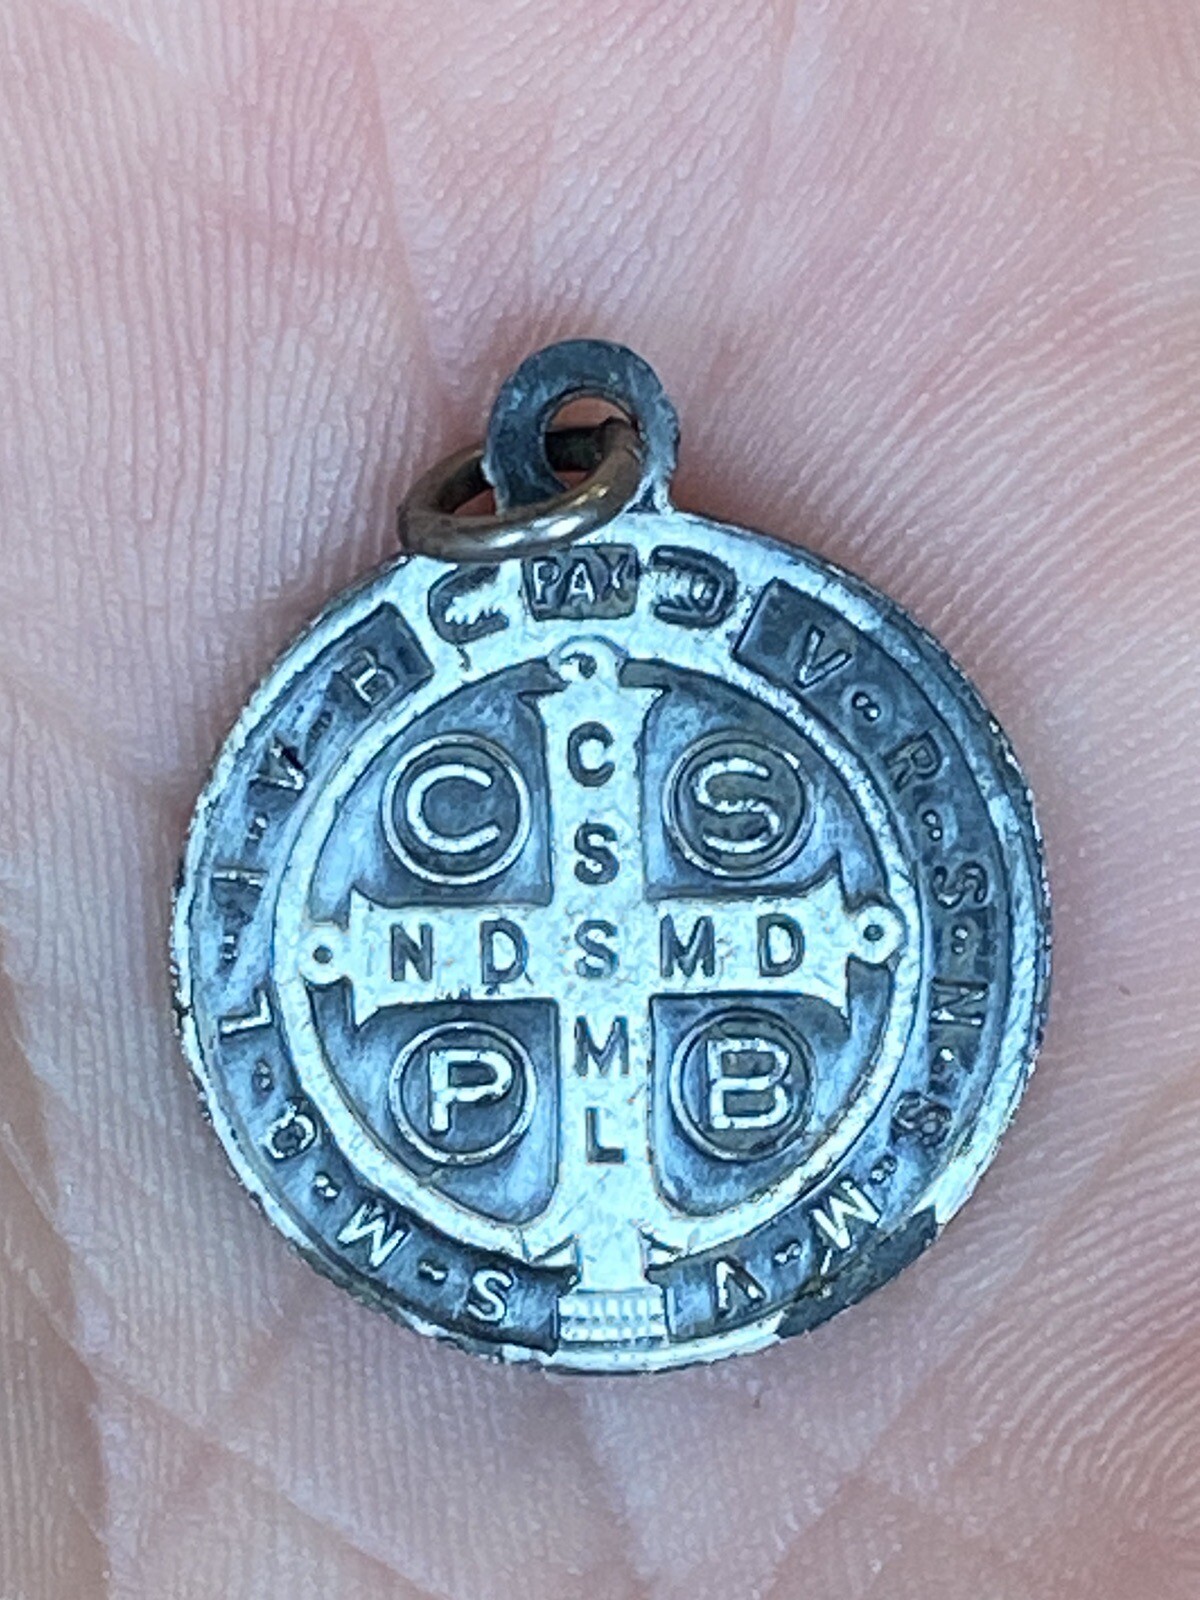 PAX
V · R · S · N · S · M · V
S · M · Q · L · I · V · B
C S
C
S
N D S M D
M
L
P B